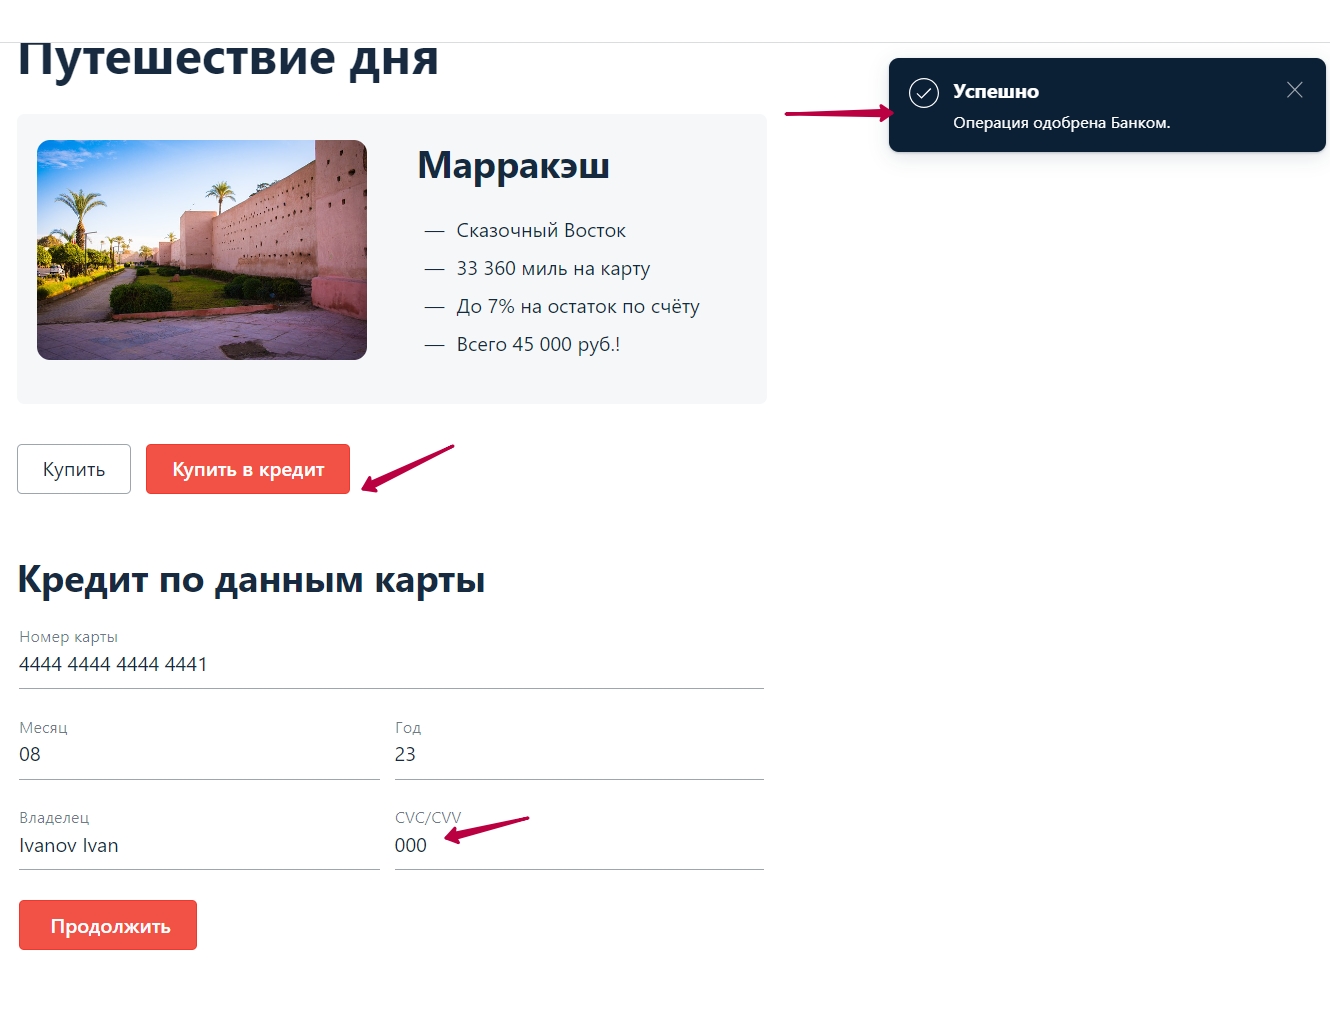 Путешествие дня
Успешно
Операция одобрена Банком.
Марракэш
— Сказочный Восток
— 33 360 миль на карту
— До 7% на остаток по счёту
— Всего 45 000 руб.!
Купить
Купить в кредит
Кредит по данным карты
Номер карты
4444 4444 4444 4441
Месяц
Год
08
23
Владелец
CVC/CVV
Ivanov Ivan
000
Продолжить